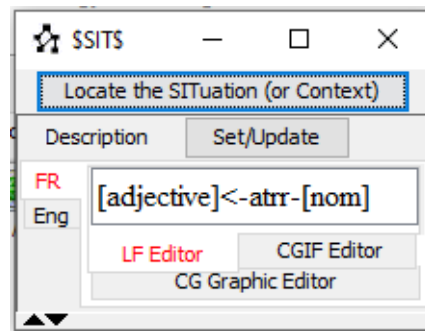 $SIT$
Locate the SITuation (or Context)
Description Set/Update
FR
[adjective]<-atrr-[nom]
Eng
LF Editor CGIF Editor
CG Graphic Editor